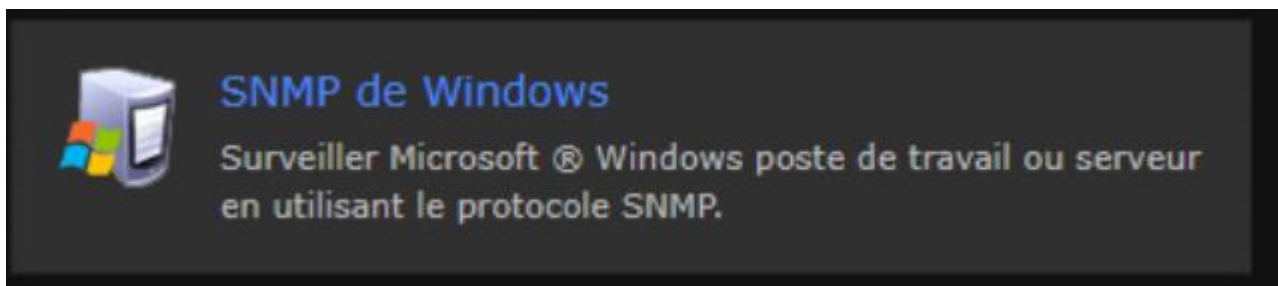 SNMP de Windows
Surveiller Microsoft ® Windows poste de travail ou serveur
en utilisant le protocole SNMP.